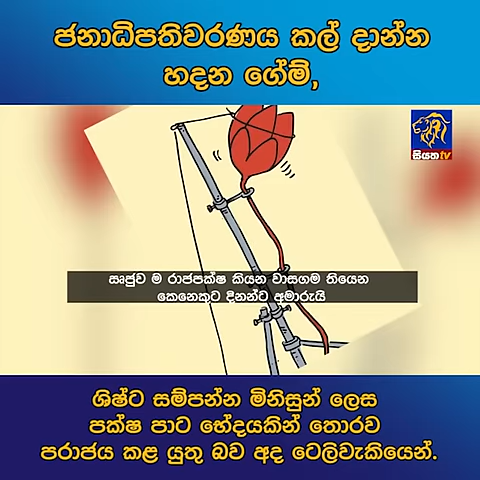 ජනාධිපතිවරණය කල් දාන්න
හදන ගේමි,
සියත tv
ඍජුව ම රාජපක්ෂ කියන වාසගම තියෙන
කෙනෙකුට දිනන්ට අමාරුයි
ශිෂ්ට සම්පන්න මිනිසුන් ලෙස
පක්ෂ පාට භේදයකින් තොරව
පරාජය කළ යුතු බව අද ටෙලිවැකියෙන්.